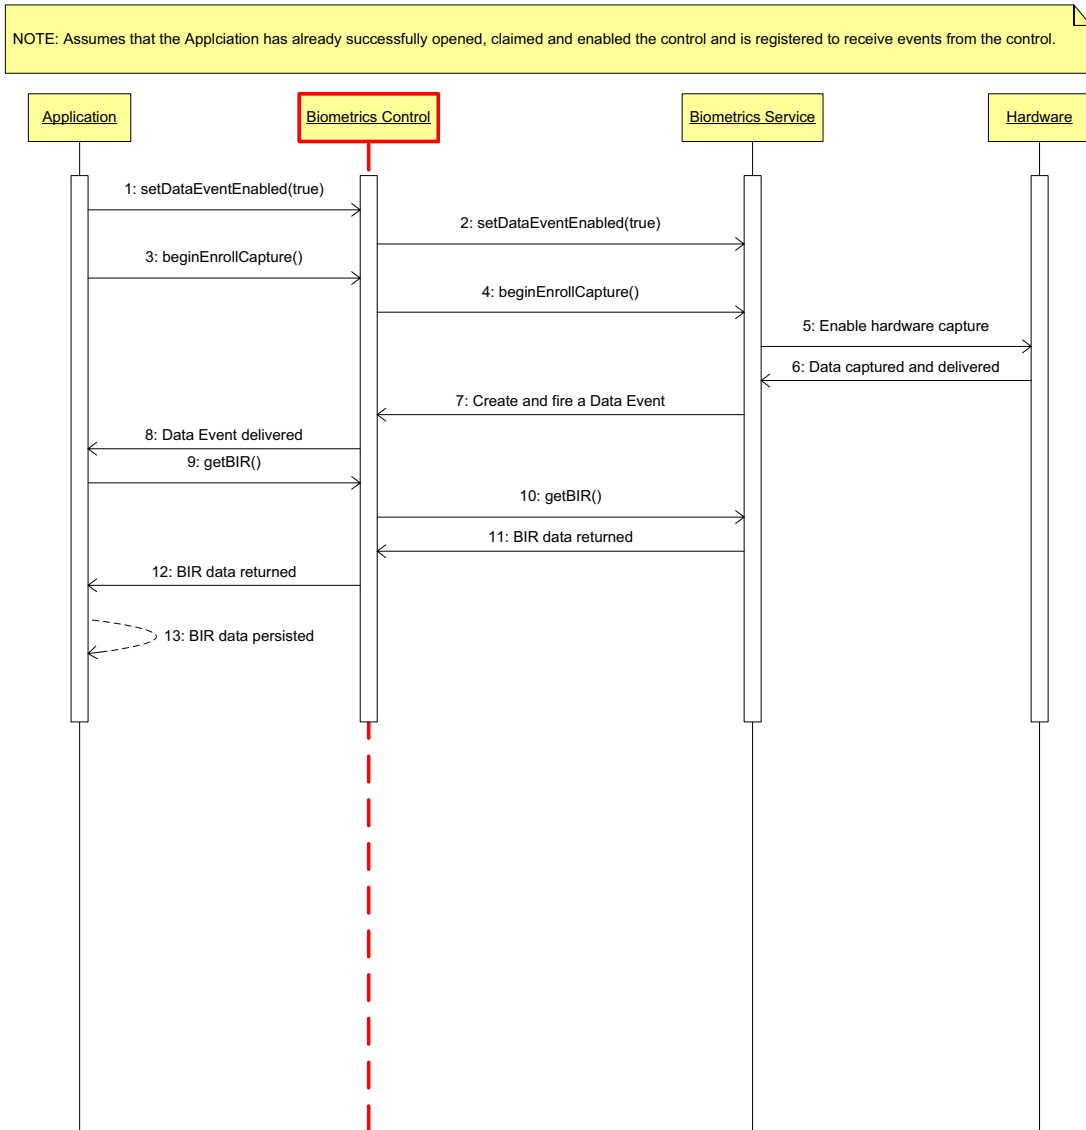 NOTE: Assumes that the Applciation has already successfully opened, claimed and enabled the control and is registered to receive events from the control.
Application
Biometrics Control
Biometrics Service
Hardware
1: setDataEventEnabled(true)
2: setDataEventEnabled(true)
3: beginEnrollCapture()
4: beginEnrollCapture()
5: Enable hardware capture
6: Data captured and delivered
7: Create and fire a Data Event
8: Data Event delivered
9: getBIR()
10: getBIR()
11: BIR data returned
12: BIR data returned
13: BIR data persisted